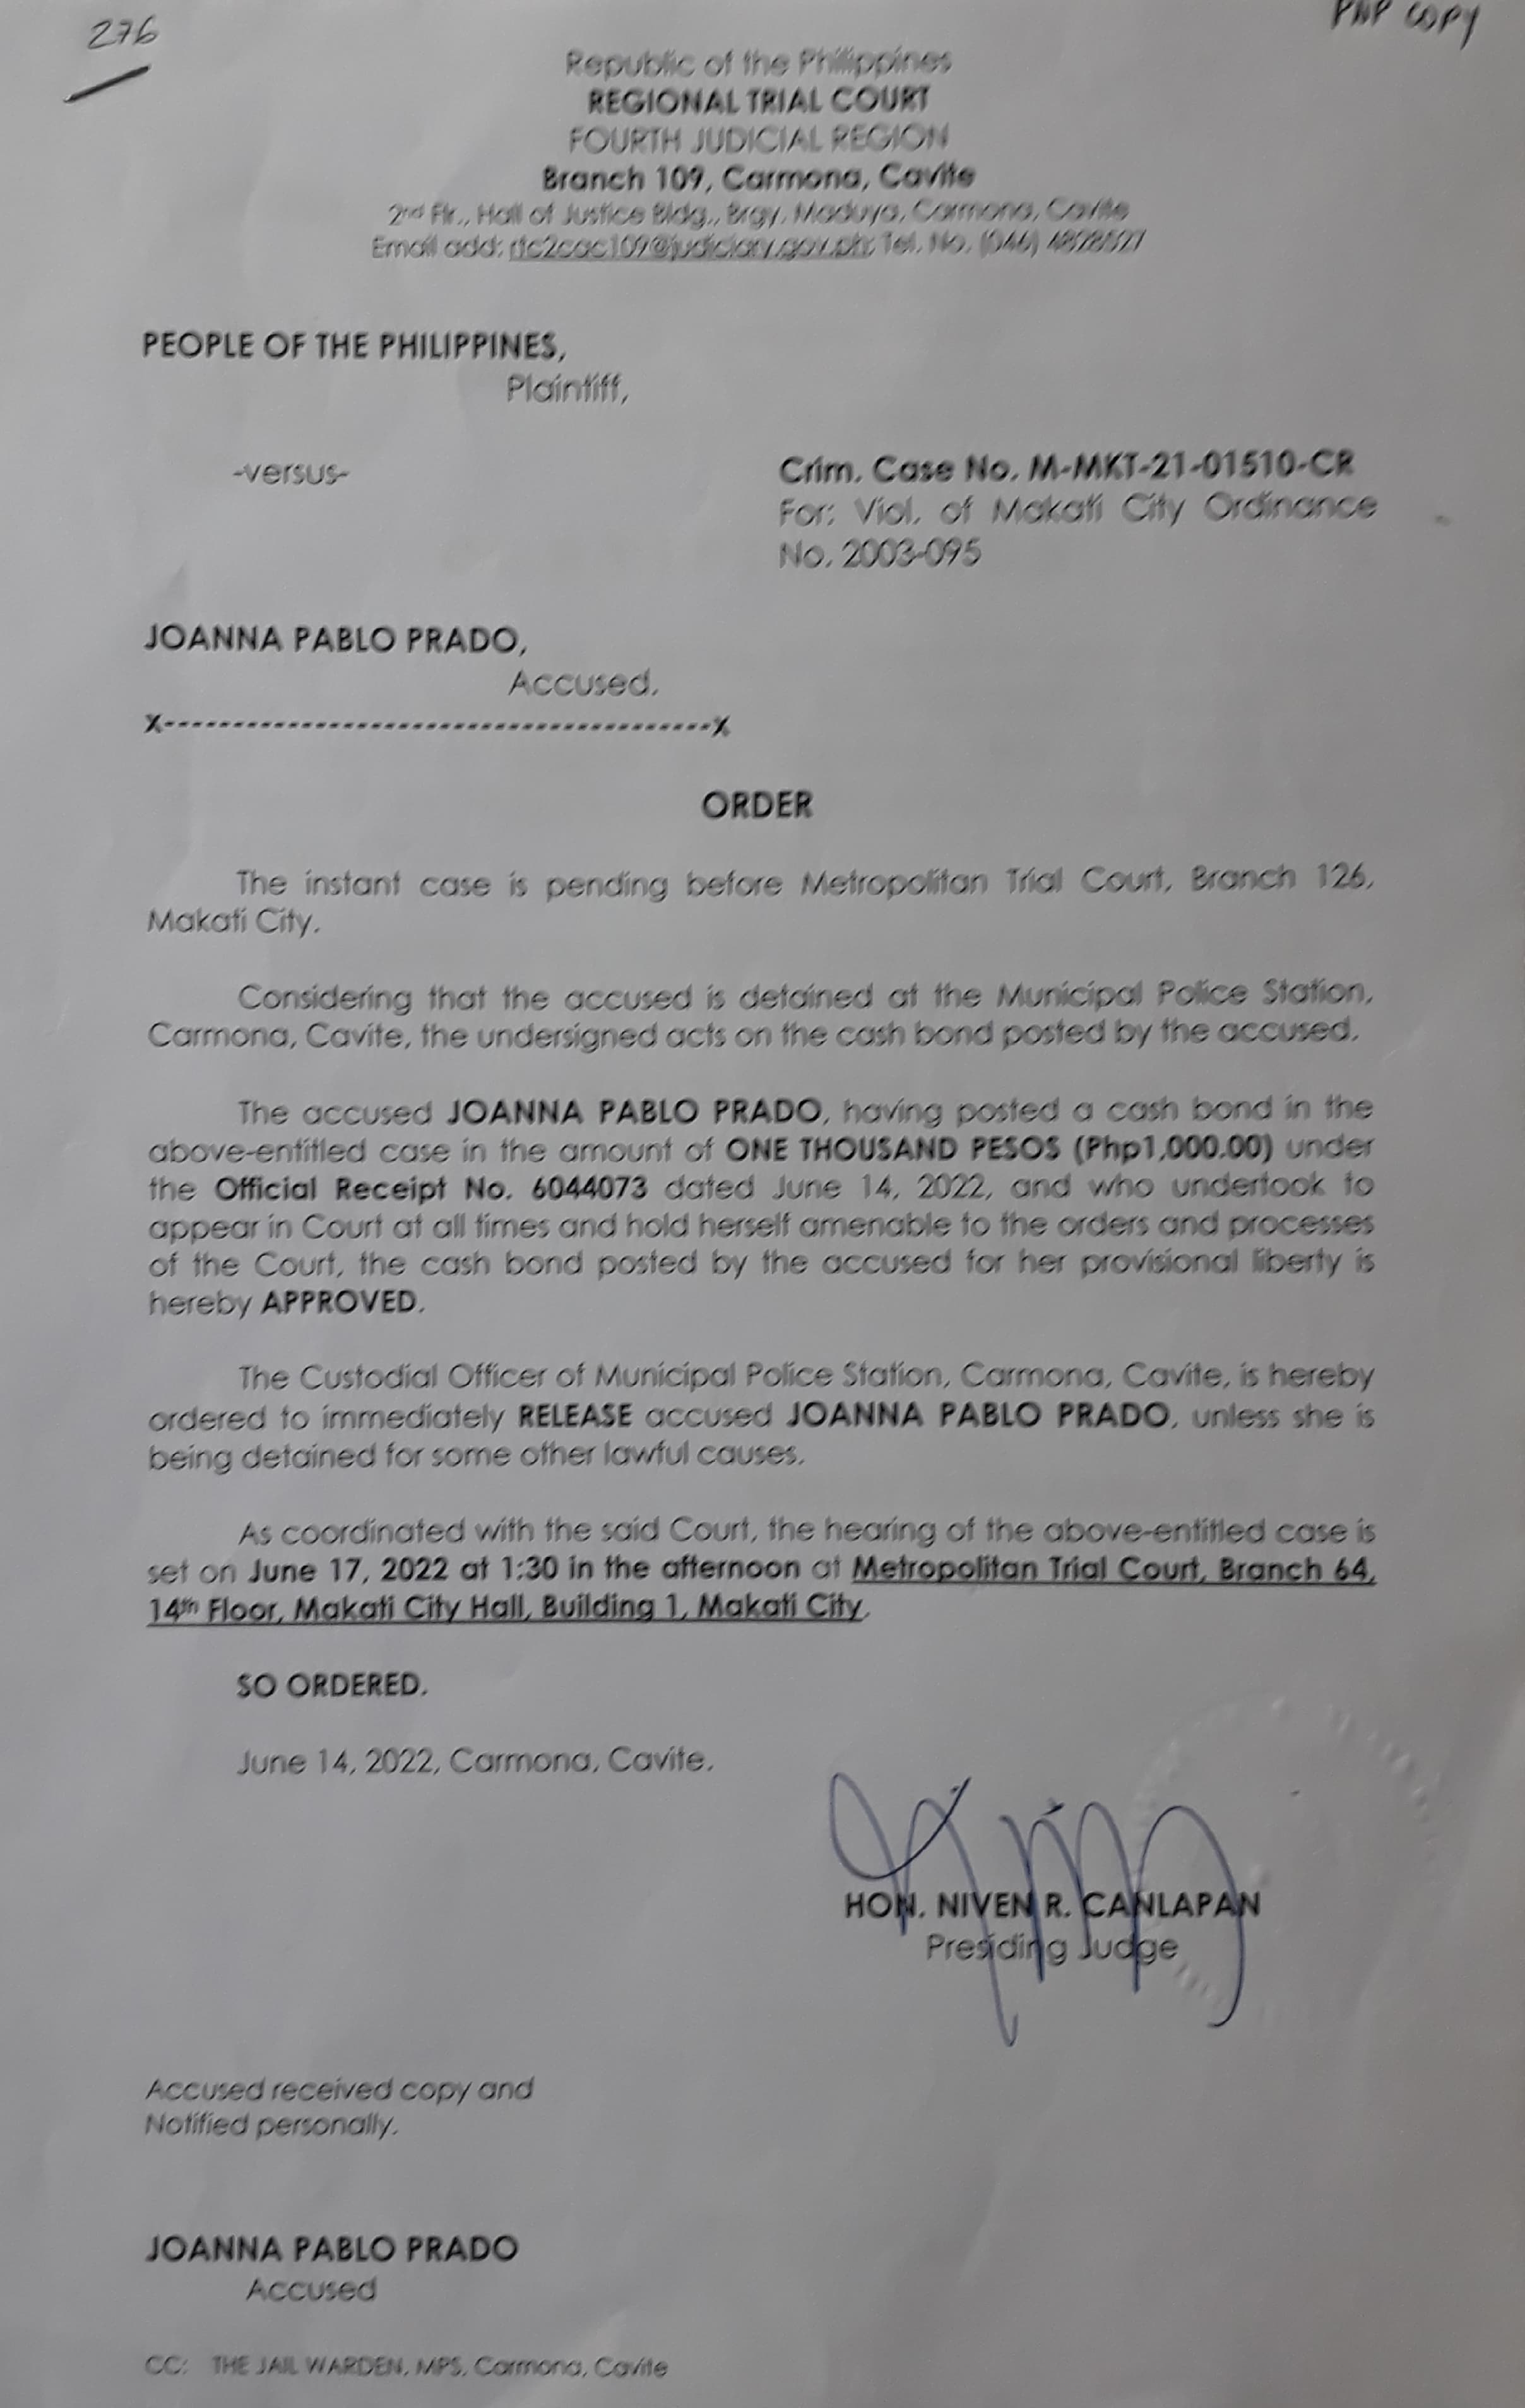 276
PNP COPY
Republic of the Philippines
REGIONAL TRIAL COURT
FOURTH JUDICIAL REGION
Branch 109, Carmona, Cavite
2nd Flr., Hall of Justice Bldg., Brgy. Maduya, Carmona, Cavite
Email add: rtc2cac109@judiciary.gov.ph; Tel. No. (046)
PEOPLE OF THE PHILIPPINES,
Plaintiff,
-versus-
Crim. Case No. M-MKT-21-01510-CR
For: Viol. of Makati City Ordinance
No. 2003-095
JOANNA PABLO PRADO,
Accused.
X----------------------------------------X
ORDER
The instant case is pending before Metropolitan Trial Court, Branch 126,
Makati City.
Considering that the accused is detained at the Municipal Police Station,
Carmona, Cavite, the undersigned acts on the cash bond posted by the accused.
The accused JOANNA PABLO PRADO, having posted a cash bond in the
above-entitled case in the amount of ONE THOUSAND PESOS (Php1,000.00) under
the Official Receipt No. 6044073 dated June 14, 2022, and who undertook to
appear in Court at all times and hold herself amenable to the orders and processes
of the Court, the cash bond posted by the accused for her provisional liberty is
hereby APPROVED.
The Custodial Officer of Municipal Police Station, Carmona, Cavite, is hereby
ordered to immediately RELEASE accused JOANNA PABLO PRADO, unless she is
being detained for some other lawful causes.
As coordinated with the said Court, the hearing of the above-entitled case is
set on June 17, 2022 at 1:30 in the afternoon at Metropolitan Trial Court, Branch 64,
14th Floor, Makati City Hall, Building 1, Makati City.
SO ORDERED.
June 14, 2022, Carmona, Cavite.
HON. NIVEN R. CANLAPAN
Presiding Judge
Accused received copy and
Notified personally.
JOANNA PABLO PRADO
Accused
CC: THE JAIL WARDEN, MPS, Carmona, Cavite